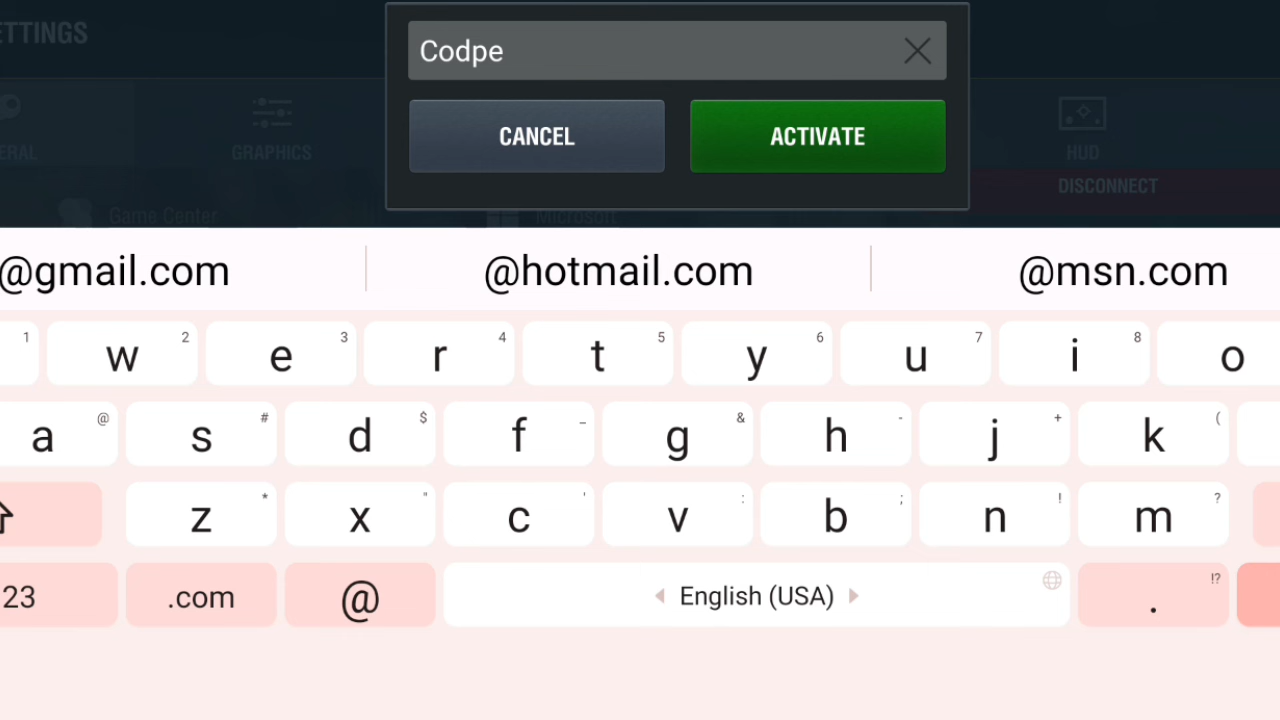 ETTINGS
Codpe
CANCEL ACTIVATE
ERAL GRAPHICS HUD
DISCONNECT
Game Center Microsoft
@gmail.com @hotmail.com @msn.com
1 w 2 e 3 r 4 t 5 y 6 u 7 i 8 o
a @ s # d $ f _ g & h - j + k (
z * x " c ' v : b ; n ! m ?
23 .com @ English (USA) . !?